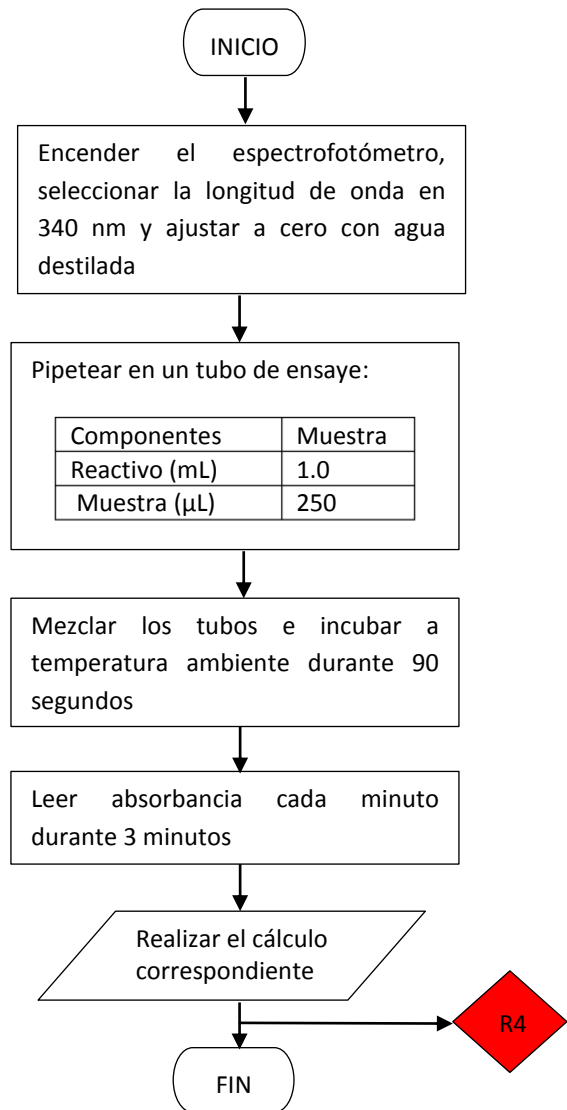 INICIO
Encender el espectrofotómetro,
seleccionar la longitud de onda en
340 nm y ajustar a cero con agua
destilada
Pipetear en un tubo de ensaye:
Componentes Muestra
Reactivo (mL) 1.0
Muestra (µL) 250
Mezclar los tubos e incubar a
temperatura ambiente durante 90
segundos
Leer absorbancia cada minuto
durante 3 minutos
Realizar el cálculo
correspondiente
R4
FIN